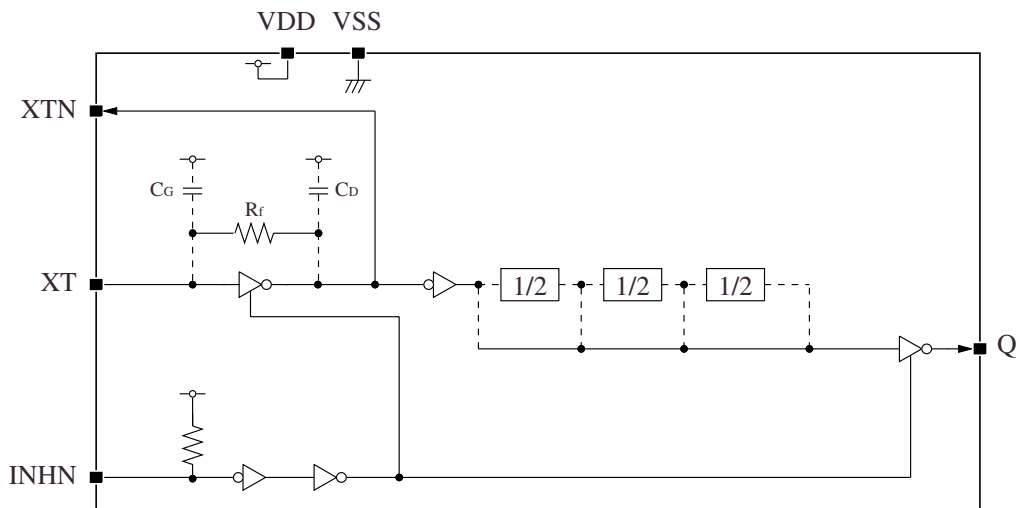 VDD VSS
XTN
CG CD
Rf
XT 1/2 1/2 1/2
Q
INHN